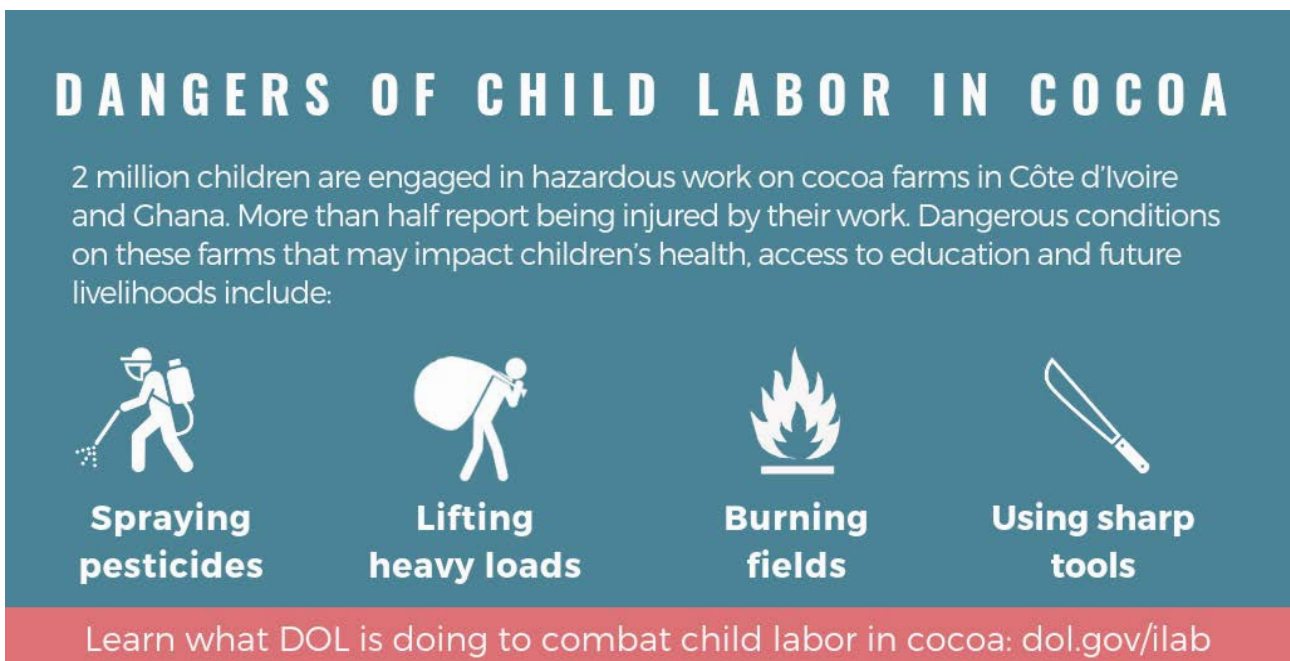 DANGERS OF CHILD LABOR IN COCOA
2 million children are engaged in hazardous work on cocoa farms in Côte d'Ivoire
and Ghana. More than half report being injured by their work. Dangerous conditions
on these farms that may impact children's health, access to education and future
livelihoods include:
Spraying
pesticides
Lifting
heavy loads
Burning
fields
Using sharp
tools
Learn what DOL is doing to combat child labor in cocoa: dol.gov/ilab